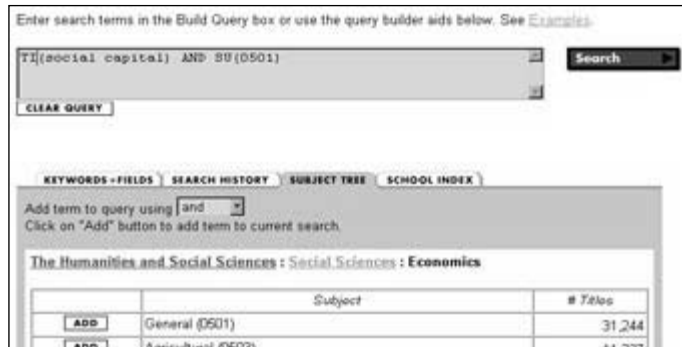 Enter search terms in the Build Query box or use the query builder aids below. See Examples.
TI(social capital) AND SU(0501)
Search
CLEAR QUERY
KEYWORDS + FIELDS SEARCH HISTORY SUBJECT TREE SCHOOL INDEX
Add term to query using and
Click on "Add" button to add term to current search.
The Humanities and Social Sciences : Social Sciences : Economics
Subject # Titles
ADD General (0501) 31,244
ADD Agricultural (0503)